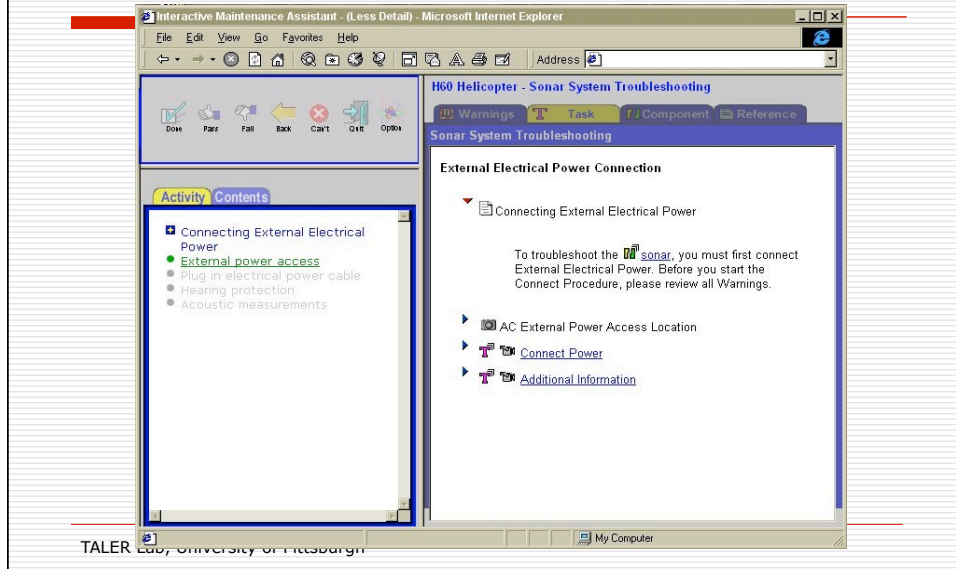 Interactive Maintenance Assistant - (Less Detail) - Microsoft Internet Explorer
File Edit View Go Favorites Help
Address
Done Pass Fail Back Can't Quit Option
Activity Contents
Connecting External Electrical
Power
External power access
Plug in electrical power cable
Hearing protection
Acoustic measurements
H60 Helicopter - Sonar System Troubleshooting
Warnings Task Component Reference
Sonar System Troubleshooting
External Electrical Power Connection
Connecting External Electrical Power
To troubleshoot the sonar, you must first connect
External Electrical Power. Before you start the
Connect Procedure, please review all Warnings.
AC External Power Access Location
Connect Power
Additional Information
My Computer
TALER Lab, University of Pittsburgh